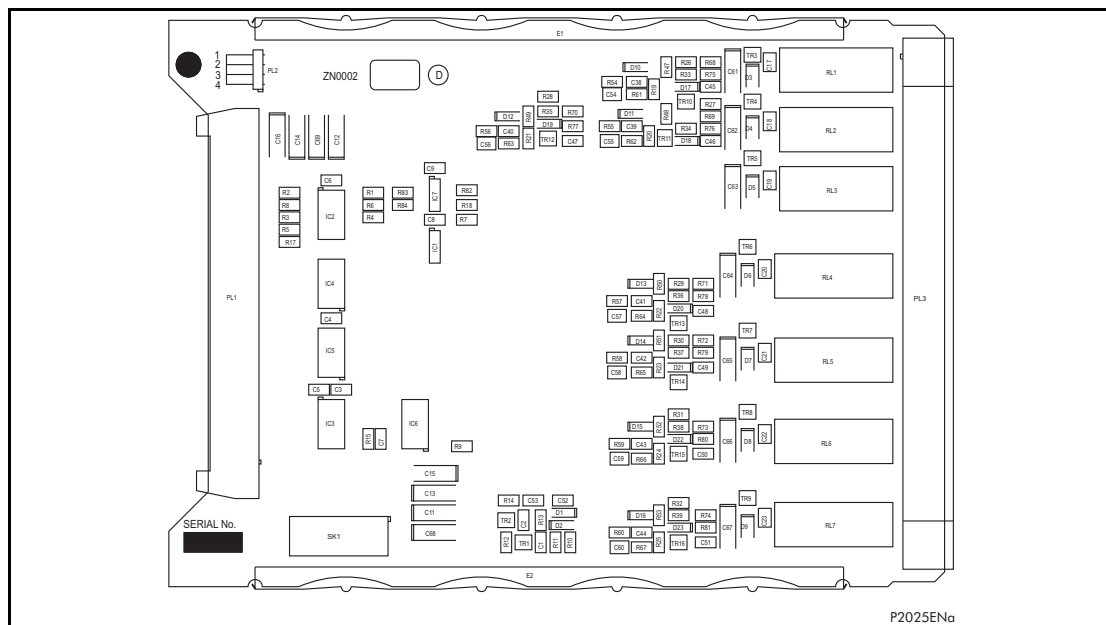 E1
1
2
3
4
PL2
ZN0002
D
C16
C14
C69
C12
R28
R35
R70
D12
R49
D19
R77
R56
C40
R21
TR12
C56
R63
C47
D10
R47
R26
R68
R33
R75
R54
C38
R19
D17
C45
C54
R61
TR10
R27
D11
R48
R69
R55
C39
R20
R34
R76
C55
R62
TR11
D18
C46
C61
TR3
D3
C17
RL1
C62
TR4
D4
C18
RL2
C63
TR5
D5
C19
RL3
C6
R2
R8
R3
R5
R17
IC2
R1
R6
R4
R83
R84
C9
IC7
C8
IC1
R82
R18
R7
IC4
C4
IC5
C5
C3
IC3
R15
C7
IC6
R9
PL1
PL3
D13
R50
R29
R71
R36
R78
R57
C41
R22
D20
C48
C57
R64
TR13
C64
TR6
D6
C20
RL4
D14
R51
R30
R72
R37
R79
R58
C42
R23
D21
C49
C58
R65
TR14
C65
TR7
D7
C21
RL5
D15
R52
R31
R38
R73
R59
C43
R24
D22
R80
C59
R66
TR15
C50
C66
TR8
D8
C22
RL6
C15
C13
C11
C68
R14
C53
C52
TR2
C2
R13
D1
D2
R12
TR1
C1
R11
R10
D16
R53
R32
R39
R74
R60
C44
R25
D23
R81
C60
R67
TR16
C51
C67
TR9
D9
C23
RL7
SERIAL No.
SK1
E2
P2025ENa